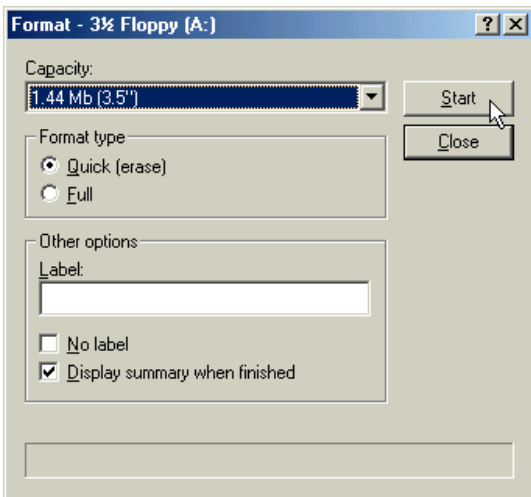 Format - 3½ Floppy (A:)
Capacity:
1.44 Mb (3.5")
Start
Close
Format type
Quick (erase)
Full
Other options
Label:
No label
Display summary when finished